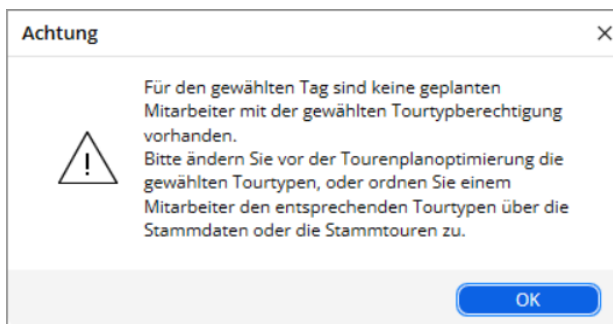 Achtung
Für den gewählten Tag sind keine geplanten
Mitarbeiter mit der gewählten Tourtypberechtigung
vorhanden.
Bitte ändern Sie vor der Tourenplanoptimierung die
gewählten Tourtypen, oder ordnen Sie einem
Mitarbeiter den entsprechenden Tourtypen über die
Stammdaten oder die Stammtouren zu.
OK